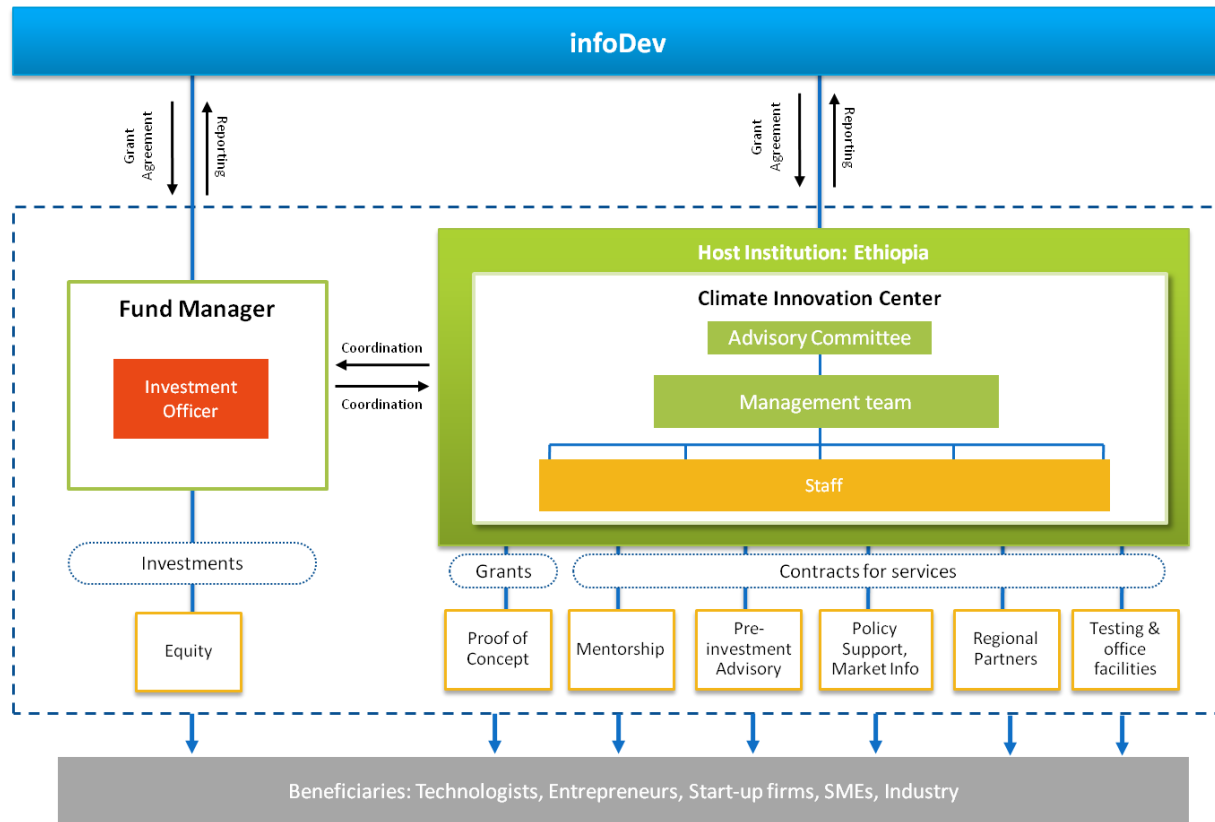 infoDev
Grant
Agreement
Reporting
Grant
Agreement
Reporting
Host Institution: Ethiopia
Climate Innovation Center
Fund Manager
Advisory Committee
Coordination
Investment
Officer
Management team
Coordination
Staff
Investments
Grants
Contracts for services
Equity
Proof of
Concept
Mentorship
Pre-
investment
Advisory
Policy
Support,
Market Info
Regional
Partners
Testing &
office
facilities
Beneficiaries: Technologists, Entrepreneurs, Start-up firms, SMEs, Industry